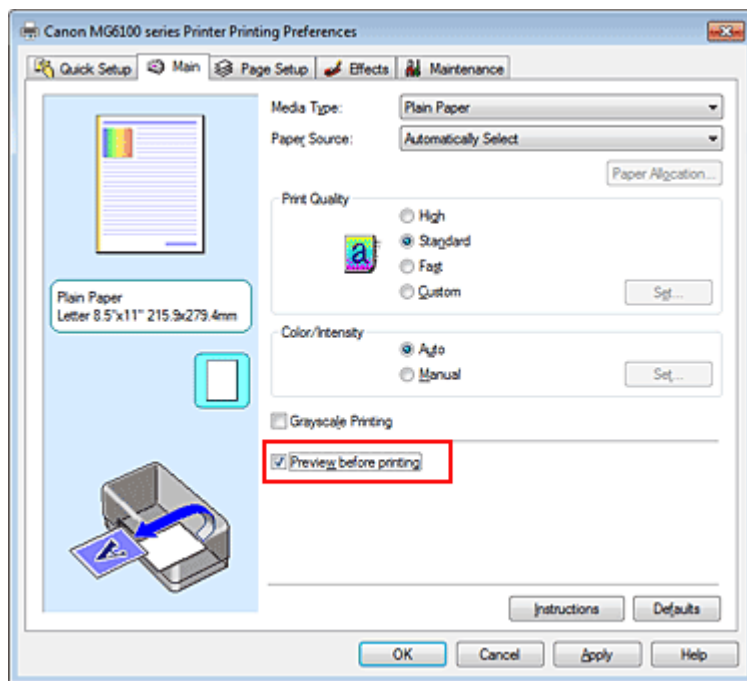 Canon MG6100 series Printer Printing Preferences
Quick Setup Main Page Setup Effects Maintenance
Media Type: Plain Paper
Paper Source: Automatically Select
Paper Allocation...
Print Quality
High
a Standard
Fast
Custom Set...
Plain Paper
Letter 8.5"x11" 215.9x279.4mm
Color/Intensity
Auto
Manual Set...
Grayscale Printing
Preview before printing
A
Instructions Defaults
OK Cancel Apply Help